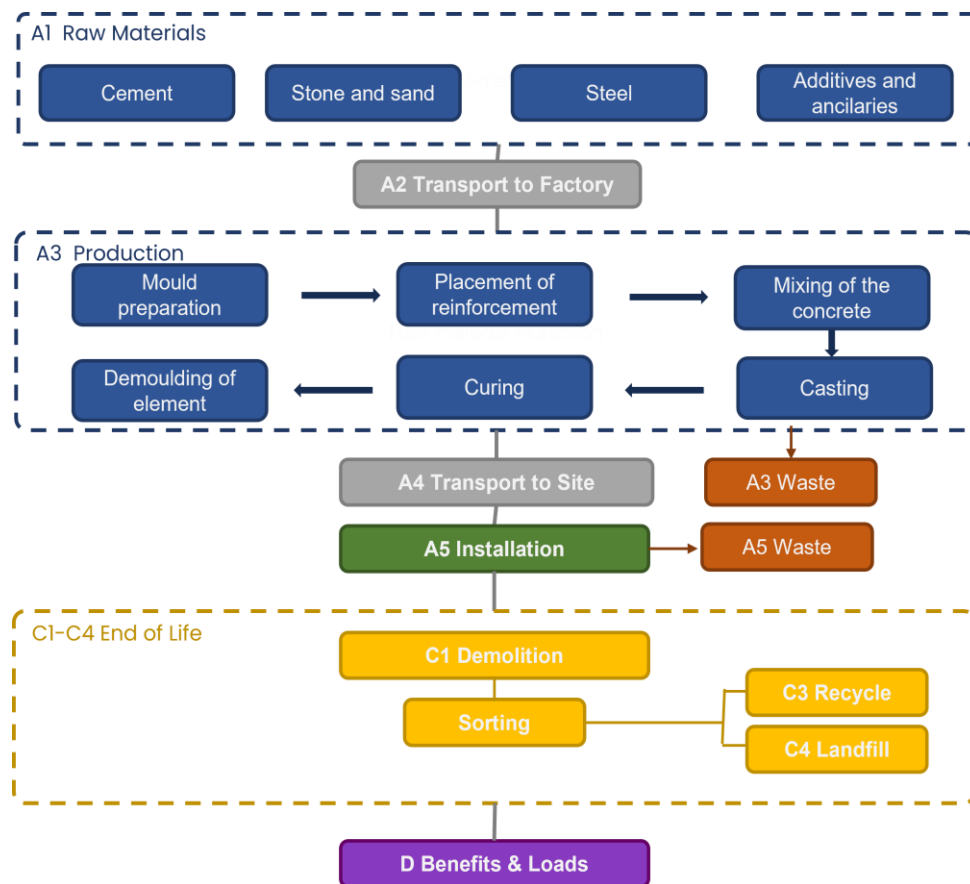 A1 Raw Materials
Cement
Stone and sand
Steel
Additives and
ancilaries
A2 Transport to Factory
A3 Production
Mould
preparation
Placement of
reinforcement
Mixing of the
concrete
Demoulding of
element
Curing
Casting
A4 Transport to Site
A3 Waste
A5 Installation
A5 Waste
C1-C4 End of Life
C1 Demolition
C3 Recycle
Sorting
C4 Landfill
D Benefits & Loads